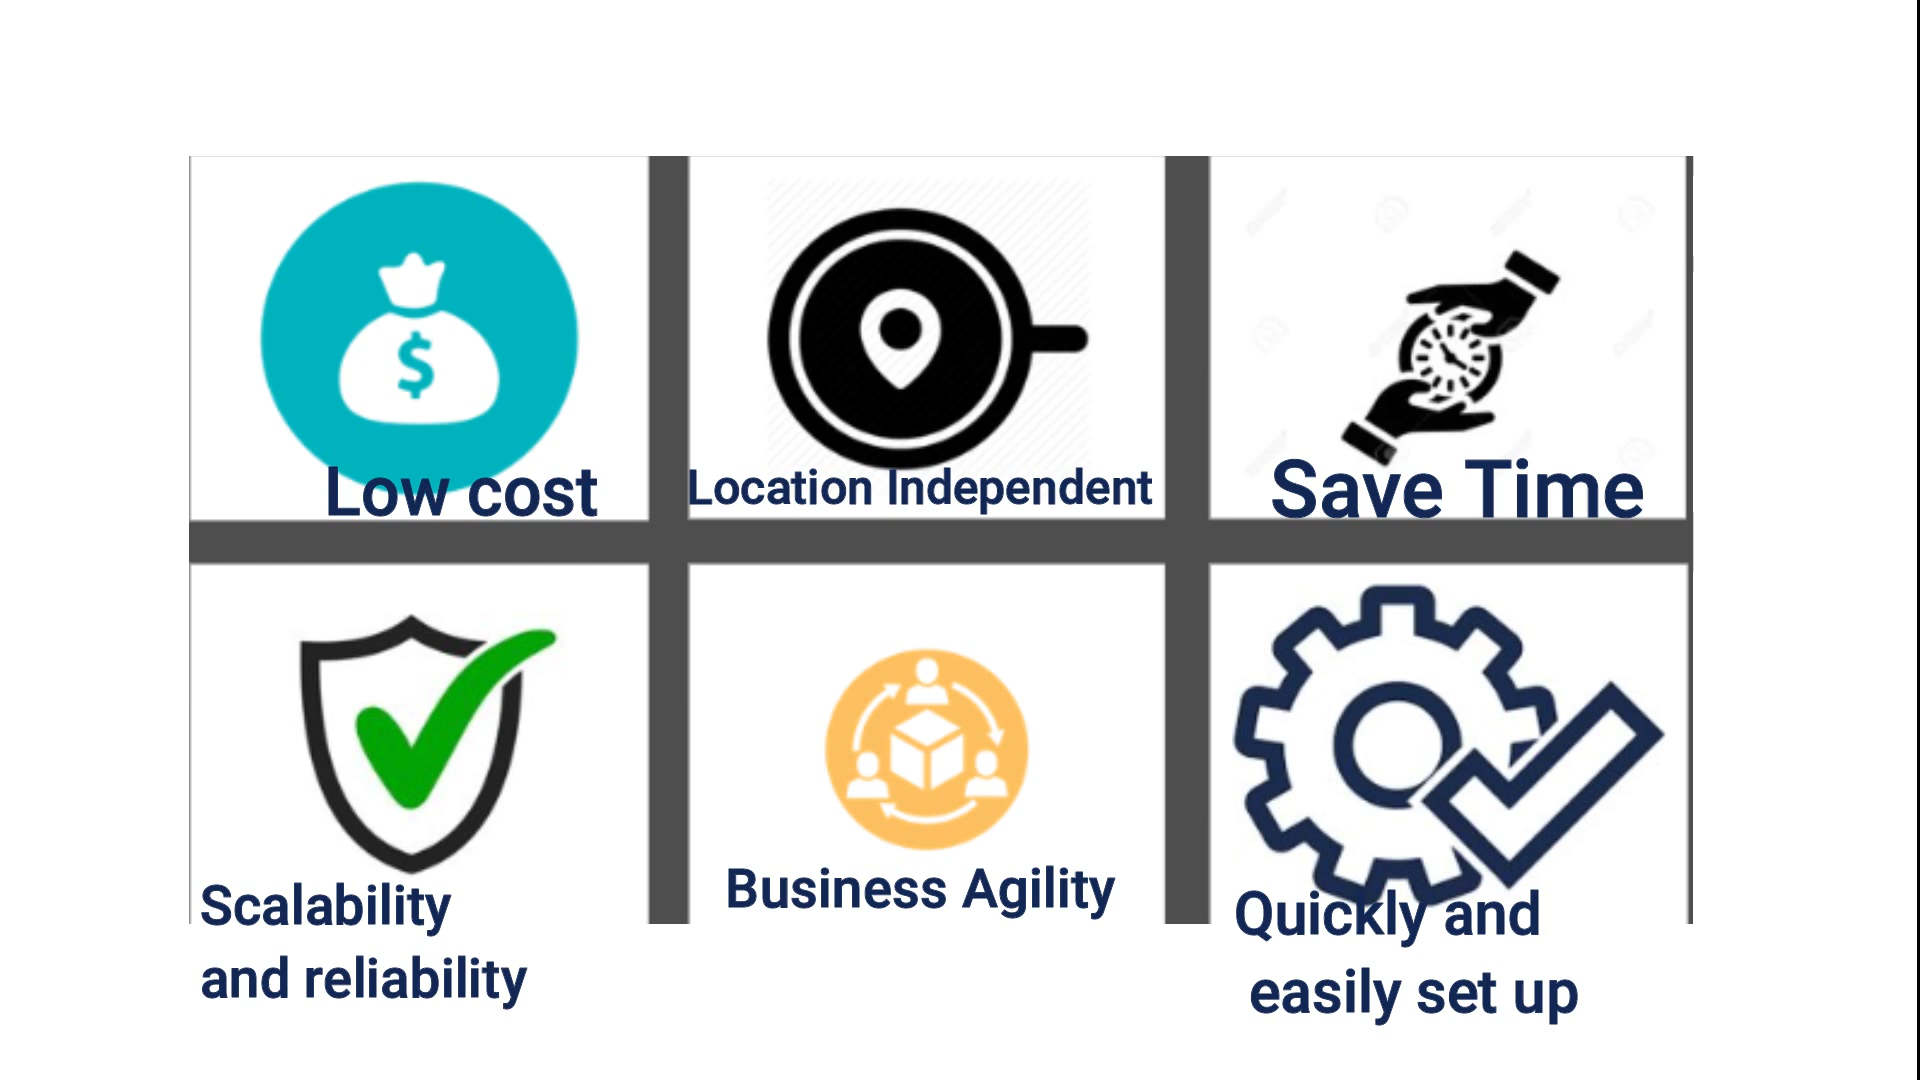 $
Low cost
Location Independent
Save Time
Scalability
and reliability
Business Agility
Quickly and
easily set up